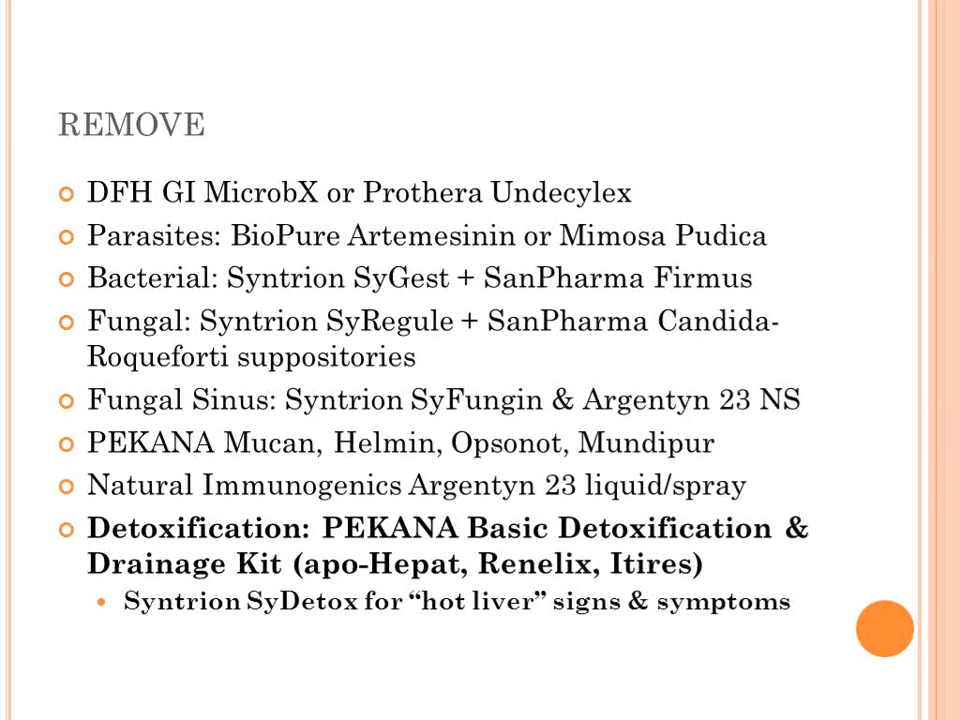 REMOVE
DFH GI MicrobX or Prothera Undecylex
Parasites: BioPure Artemesinin or Mimosa Pudica
Bacterial: Syntrion SyGest + SanPharma Firmus
Fungal: Syntrion SyRegule + SanPharma Candida-
Roqueforti suppositories
Fungal Sinus: Syntrion SyFungin & Argentyn 23 NS
PEKANA Mucan, Helmin, Opsonot, Mundipur
Natural Immunogenics Argentyn 23 liquid/spray
Detoxification: PEKANA Basic Detoxification &
Drainage Kit (apo-Hepat, Renelix, Itires)
Syntrion SyDetox for “hot liver” signs & symptoms